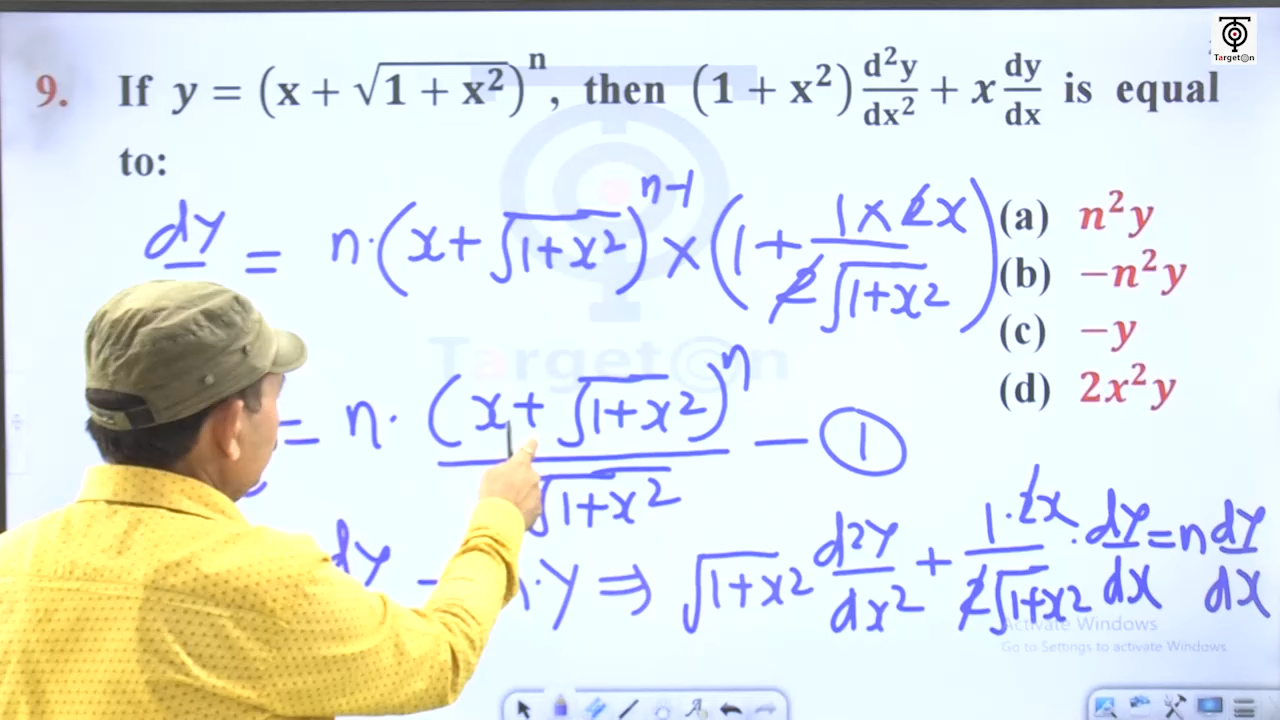 Target@n
9. If y = (x + √1 + x²)ⁿ, then (1 + x²) d²y/dx² + x dy/dx is equal
to:
(a) n²y
(b) −n²y
(c) −y
(d) 2x²y
dy = n·(x + √1+x²)ⁿ⁻¹ × (1 + 1×2x/2√1+x²)
Target@n
= n· (x + √1+x²)ⁿ/√1+x² — ①
dy · y ⇒ √1+x² d²y/dx² + 1·2x/2√1+x² · dy/dx = n dy/dx
Activate Windows
Go to Settings to activate Windows.